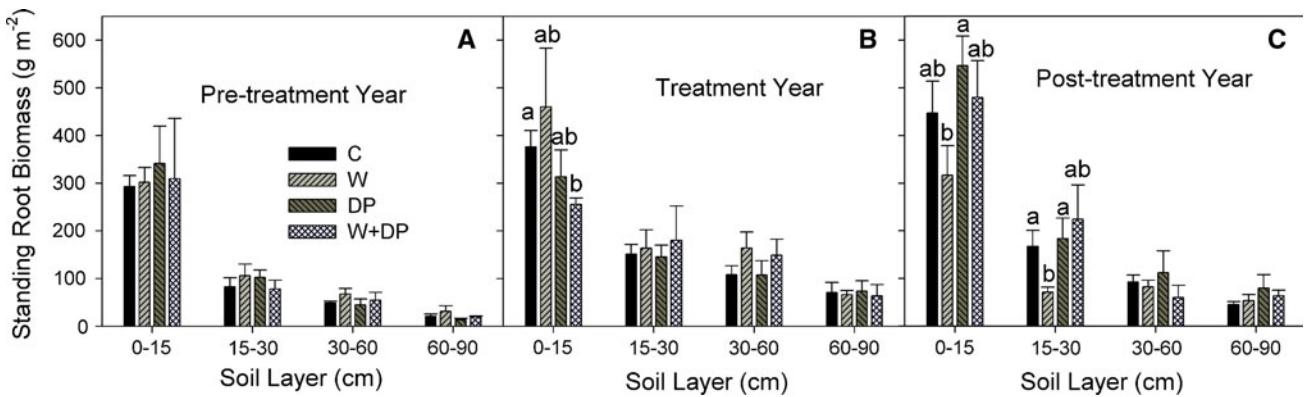 Standing Root Biomass (g m⁻²)
600
500
400
300
200
100
0
A
Pre-treatment Year
C
W
DP
W+DP
0-15 15-30 30-60 60-90
Soil Layer (cm)
B
Treatment Year
ab
a
ab
b
0-15 15-30 30-60 60-90
Soil Layer (cm)
C
Post-treatment Year
a
ab
ab
b
ab
a
a
b
0-15 15-30 30-60 60-90
Soil Layer (cm)